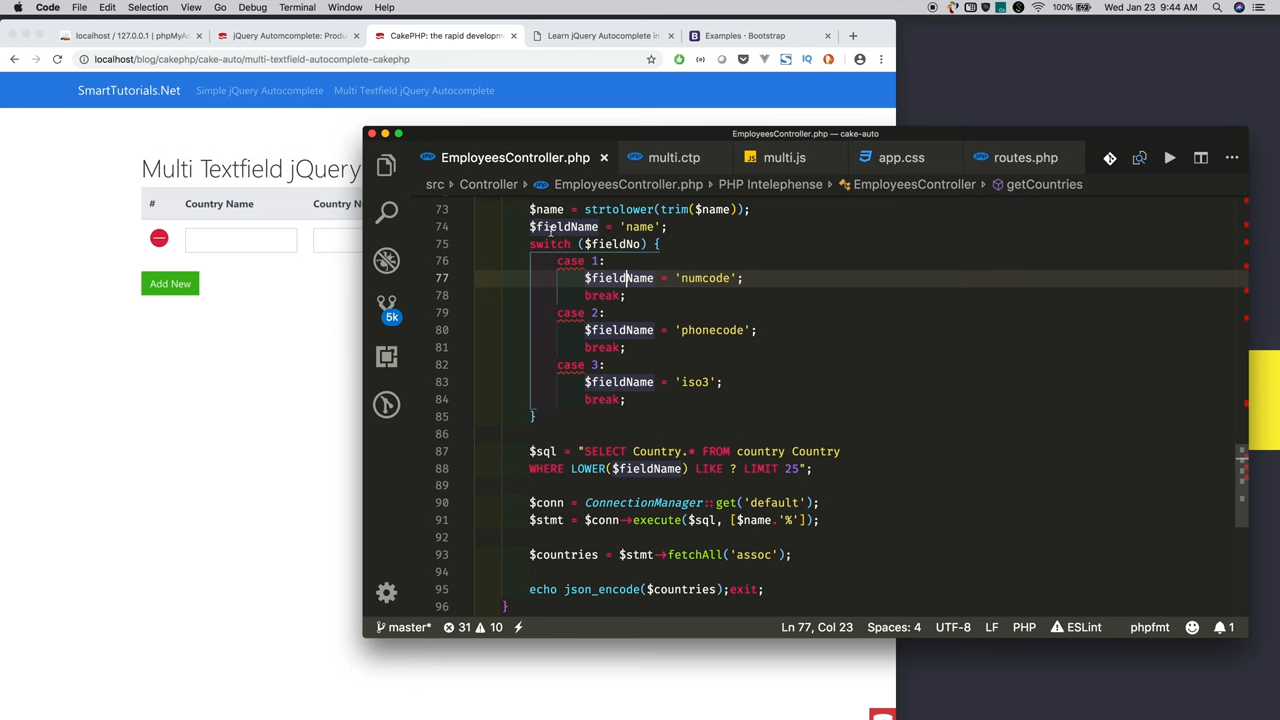 Code File Edit Selection View Go Debug Terminal Window Help 100% Wed Jan 23 9:44 AM
localhost / 127.0.0.1 | phpMyAd jQuery Automcomplete: Produ CakePHP: the rapid developm Learn jQuery Autocomplete in Examples · Bootstrap
localhost/blog/cakephp/cake-auto/multi-textfield-autocomplete-cakephp
SmartTutorials.Net Simple jQuery Autocomplete Multi Textfield jQuery Autocomplete
Multi Textfield jQuery
# Country Name Country N
Add New
EmployeesController.php — cake-auto
EmployeesController.php multi.ctp JS multi.js app.css routes.php
src > Controller > EmployeesController.php > PHP Intelephense > EmployeesController > getCountries
5k
73 $name = strtolower(trim($name));
74 $fieldName = 'name';
75 switch ($fieldNo) {
76 case 1:
77 $fieldName = 'numcode';
78 break;
79 case 2:
80 $fieldName = 'phonecode';
81 break;
82 case 3:
83 $fieldName = 'iso3';
84 break;
85 }
86
87 $sql = "SELECT Country.* FROM country Country
88 WHERE LOWER($fieldName) LIKE ? LIMIT 25";
89
90 $conn = ConnectionManager::get('default');
91 $stmt = $conn→execute($sql, [$name.'%']);
92
93 $countries = $stmt→fetchAll('assoc');
94
95 echo json_encode($countries);exit;
96 }
master* 31 10 Ln 77, Col 23 Spaces: 4 UTF-8 LF PHP ESLint phpfmt 1